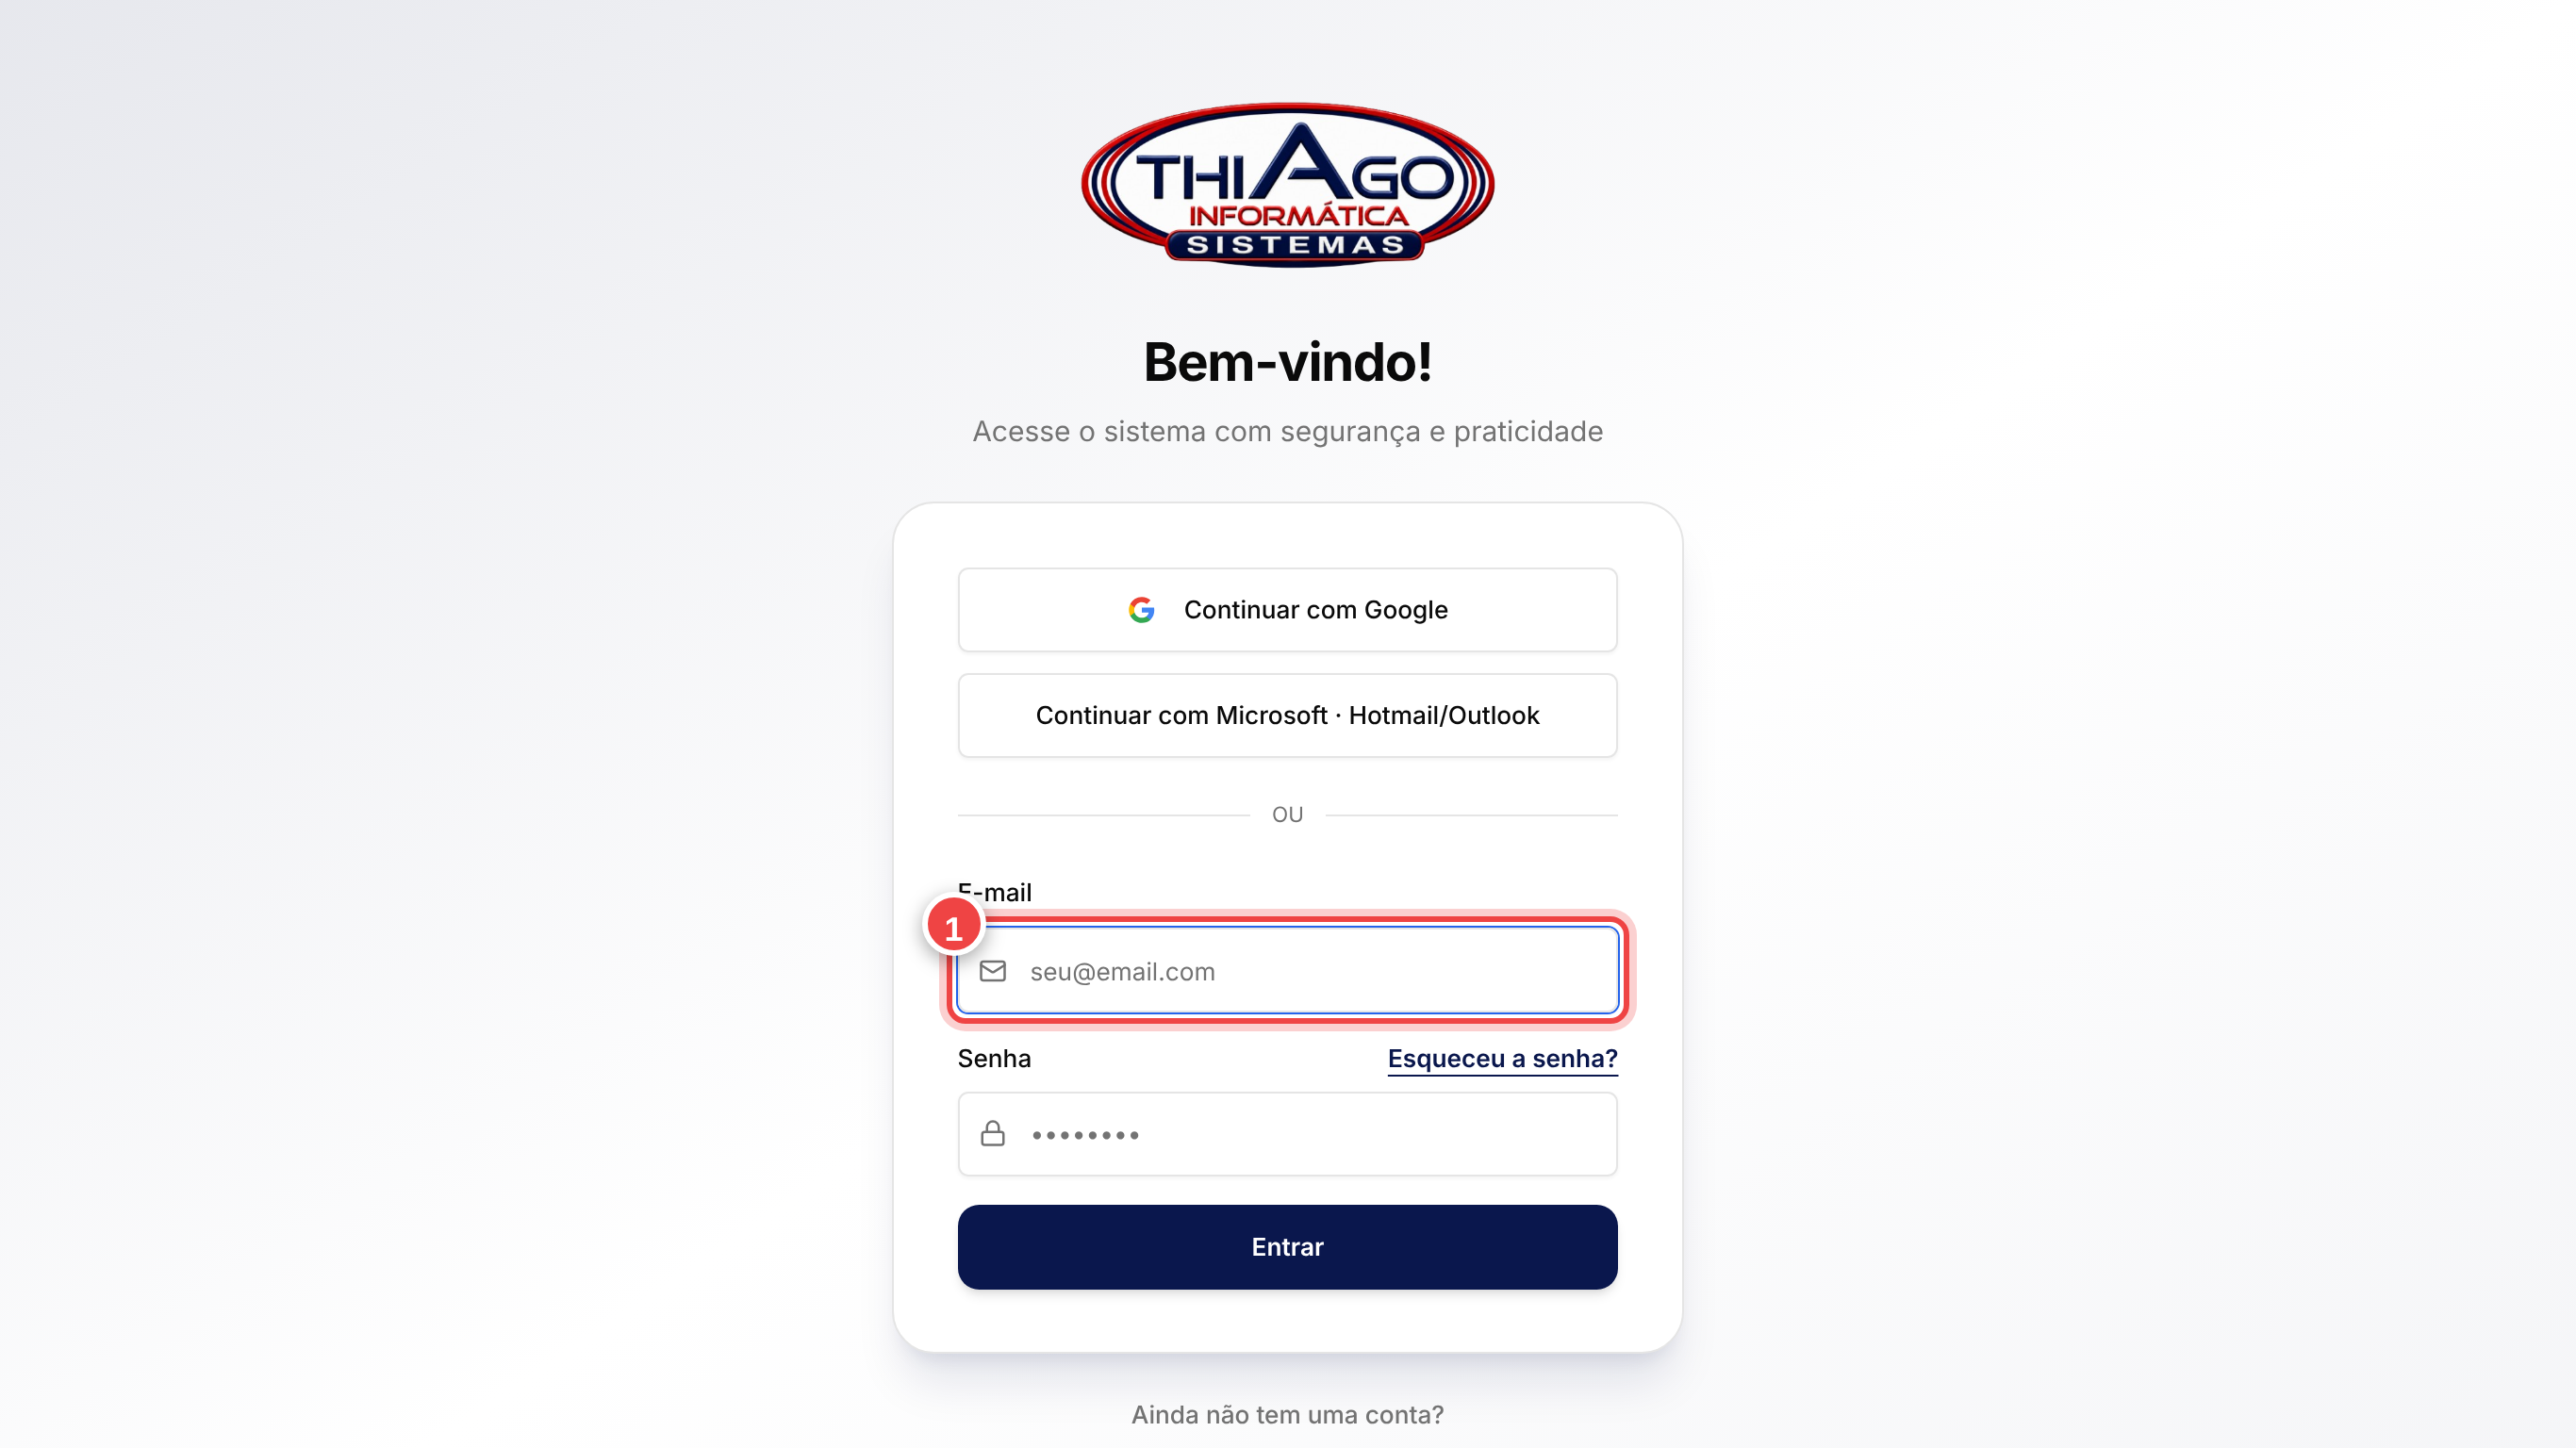 THIAGO
INFORMÁTICA
SISTEMAS
Bem-vindo!
Acesse o sistema com segurança e praticidade
Continuar com Google
Continuar com Microsoft · Hotmail/Outlook
OU
E-mail
1
seu@email.com
Senha Esqueceu a senha?
••••••••
Entrar
Ainda não tem uma conta?